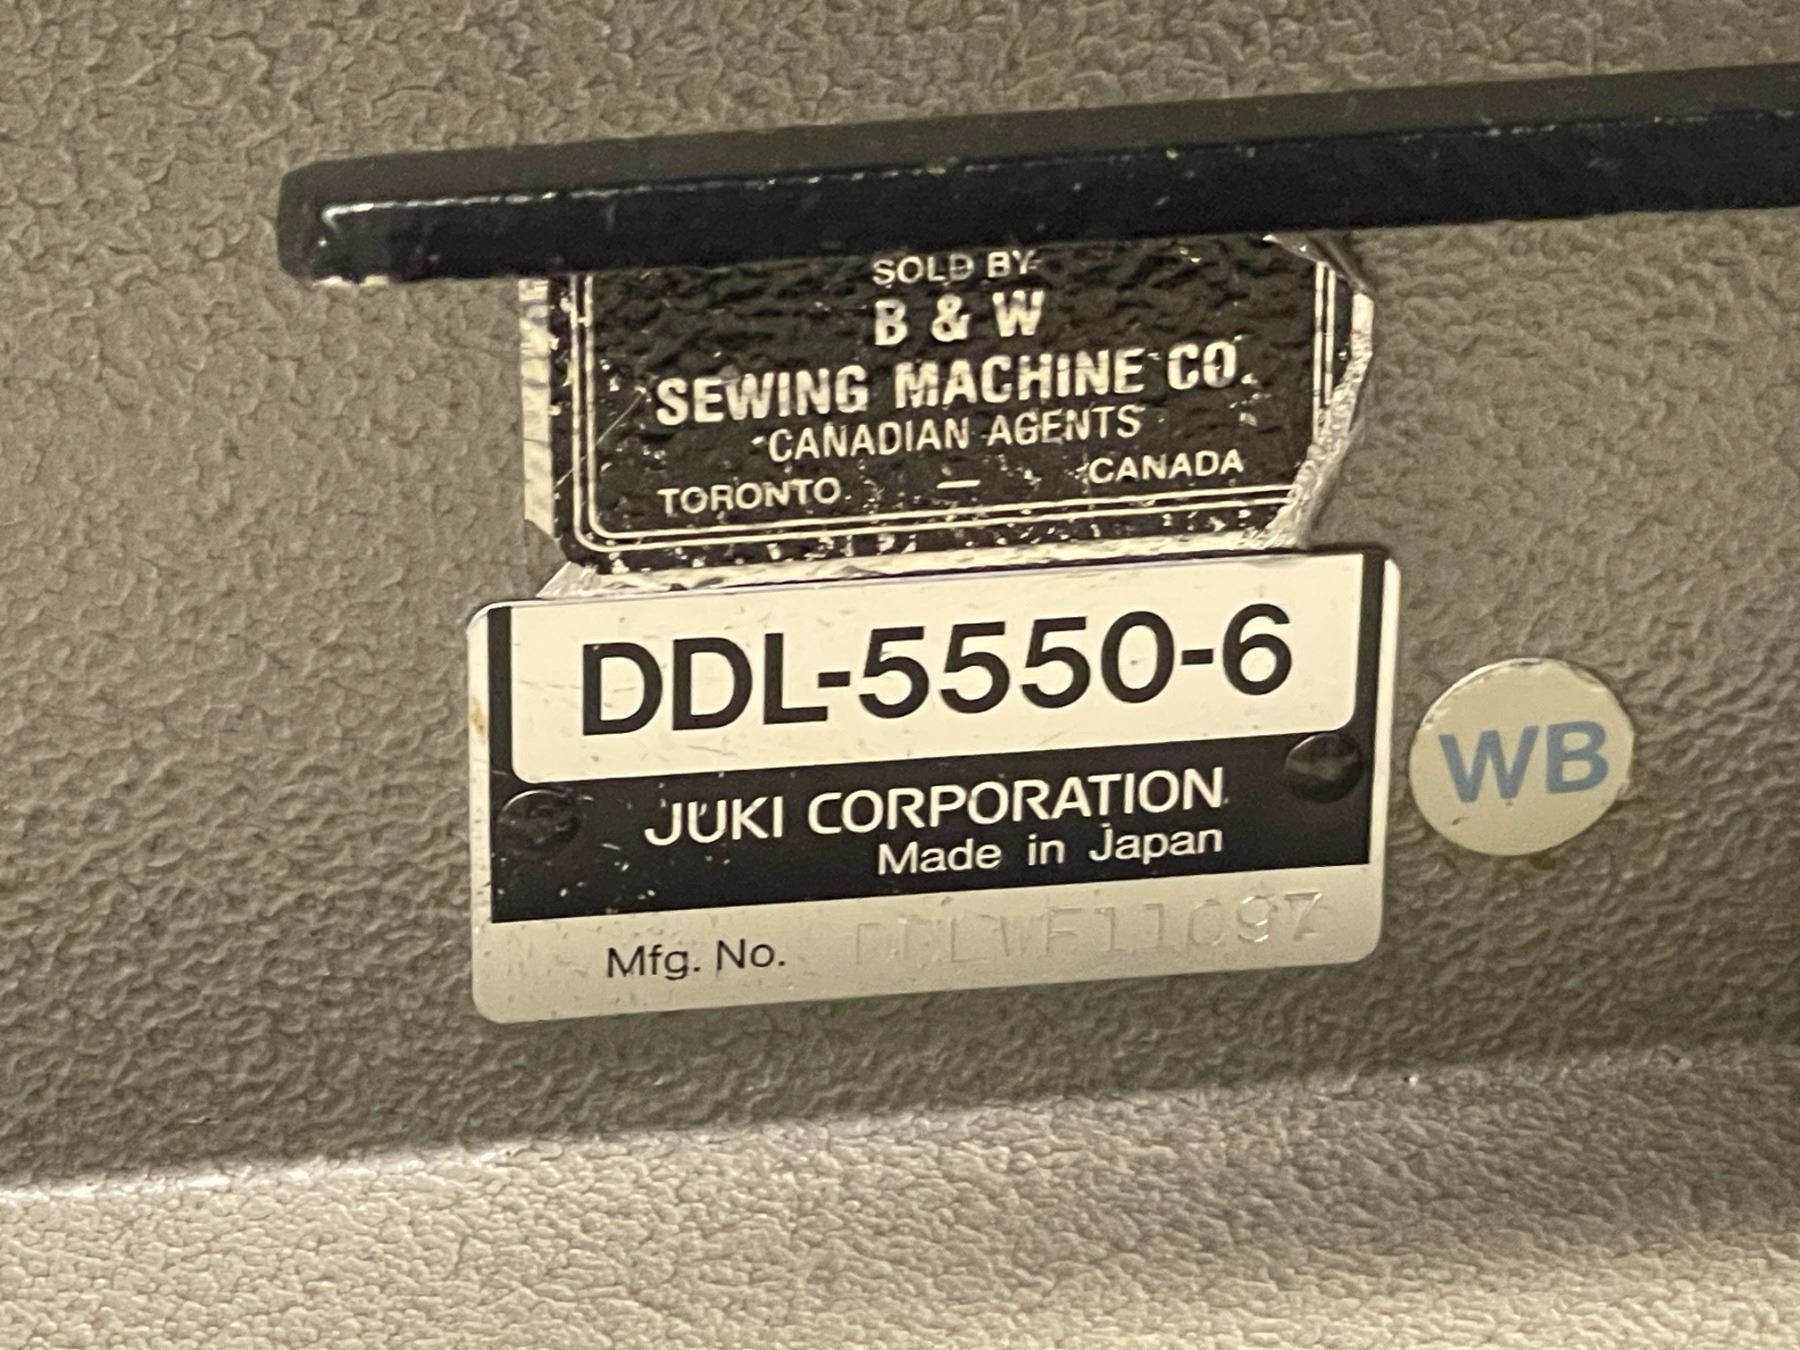 SOLD BY
B & W
SEWING MACHINE CO.
CANADIAN AGENTS
TORONTO — CANADA
DDL-5550-6
JUKI CORPORATION
Made in Japan
Mfg. No. DDLWF11097
WB